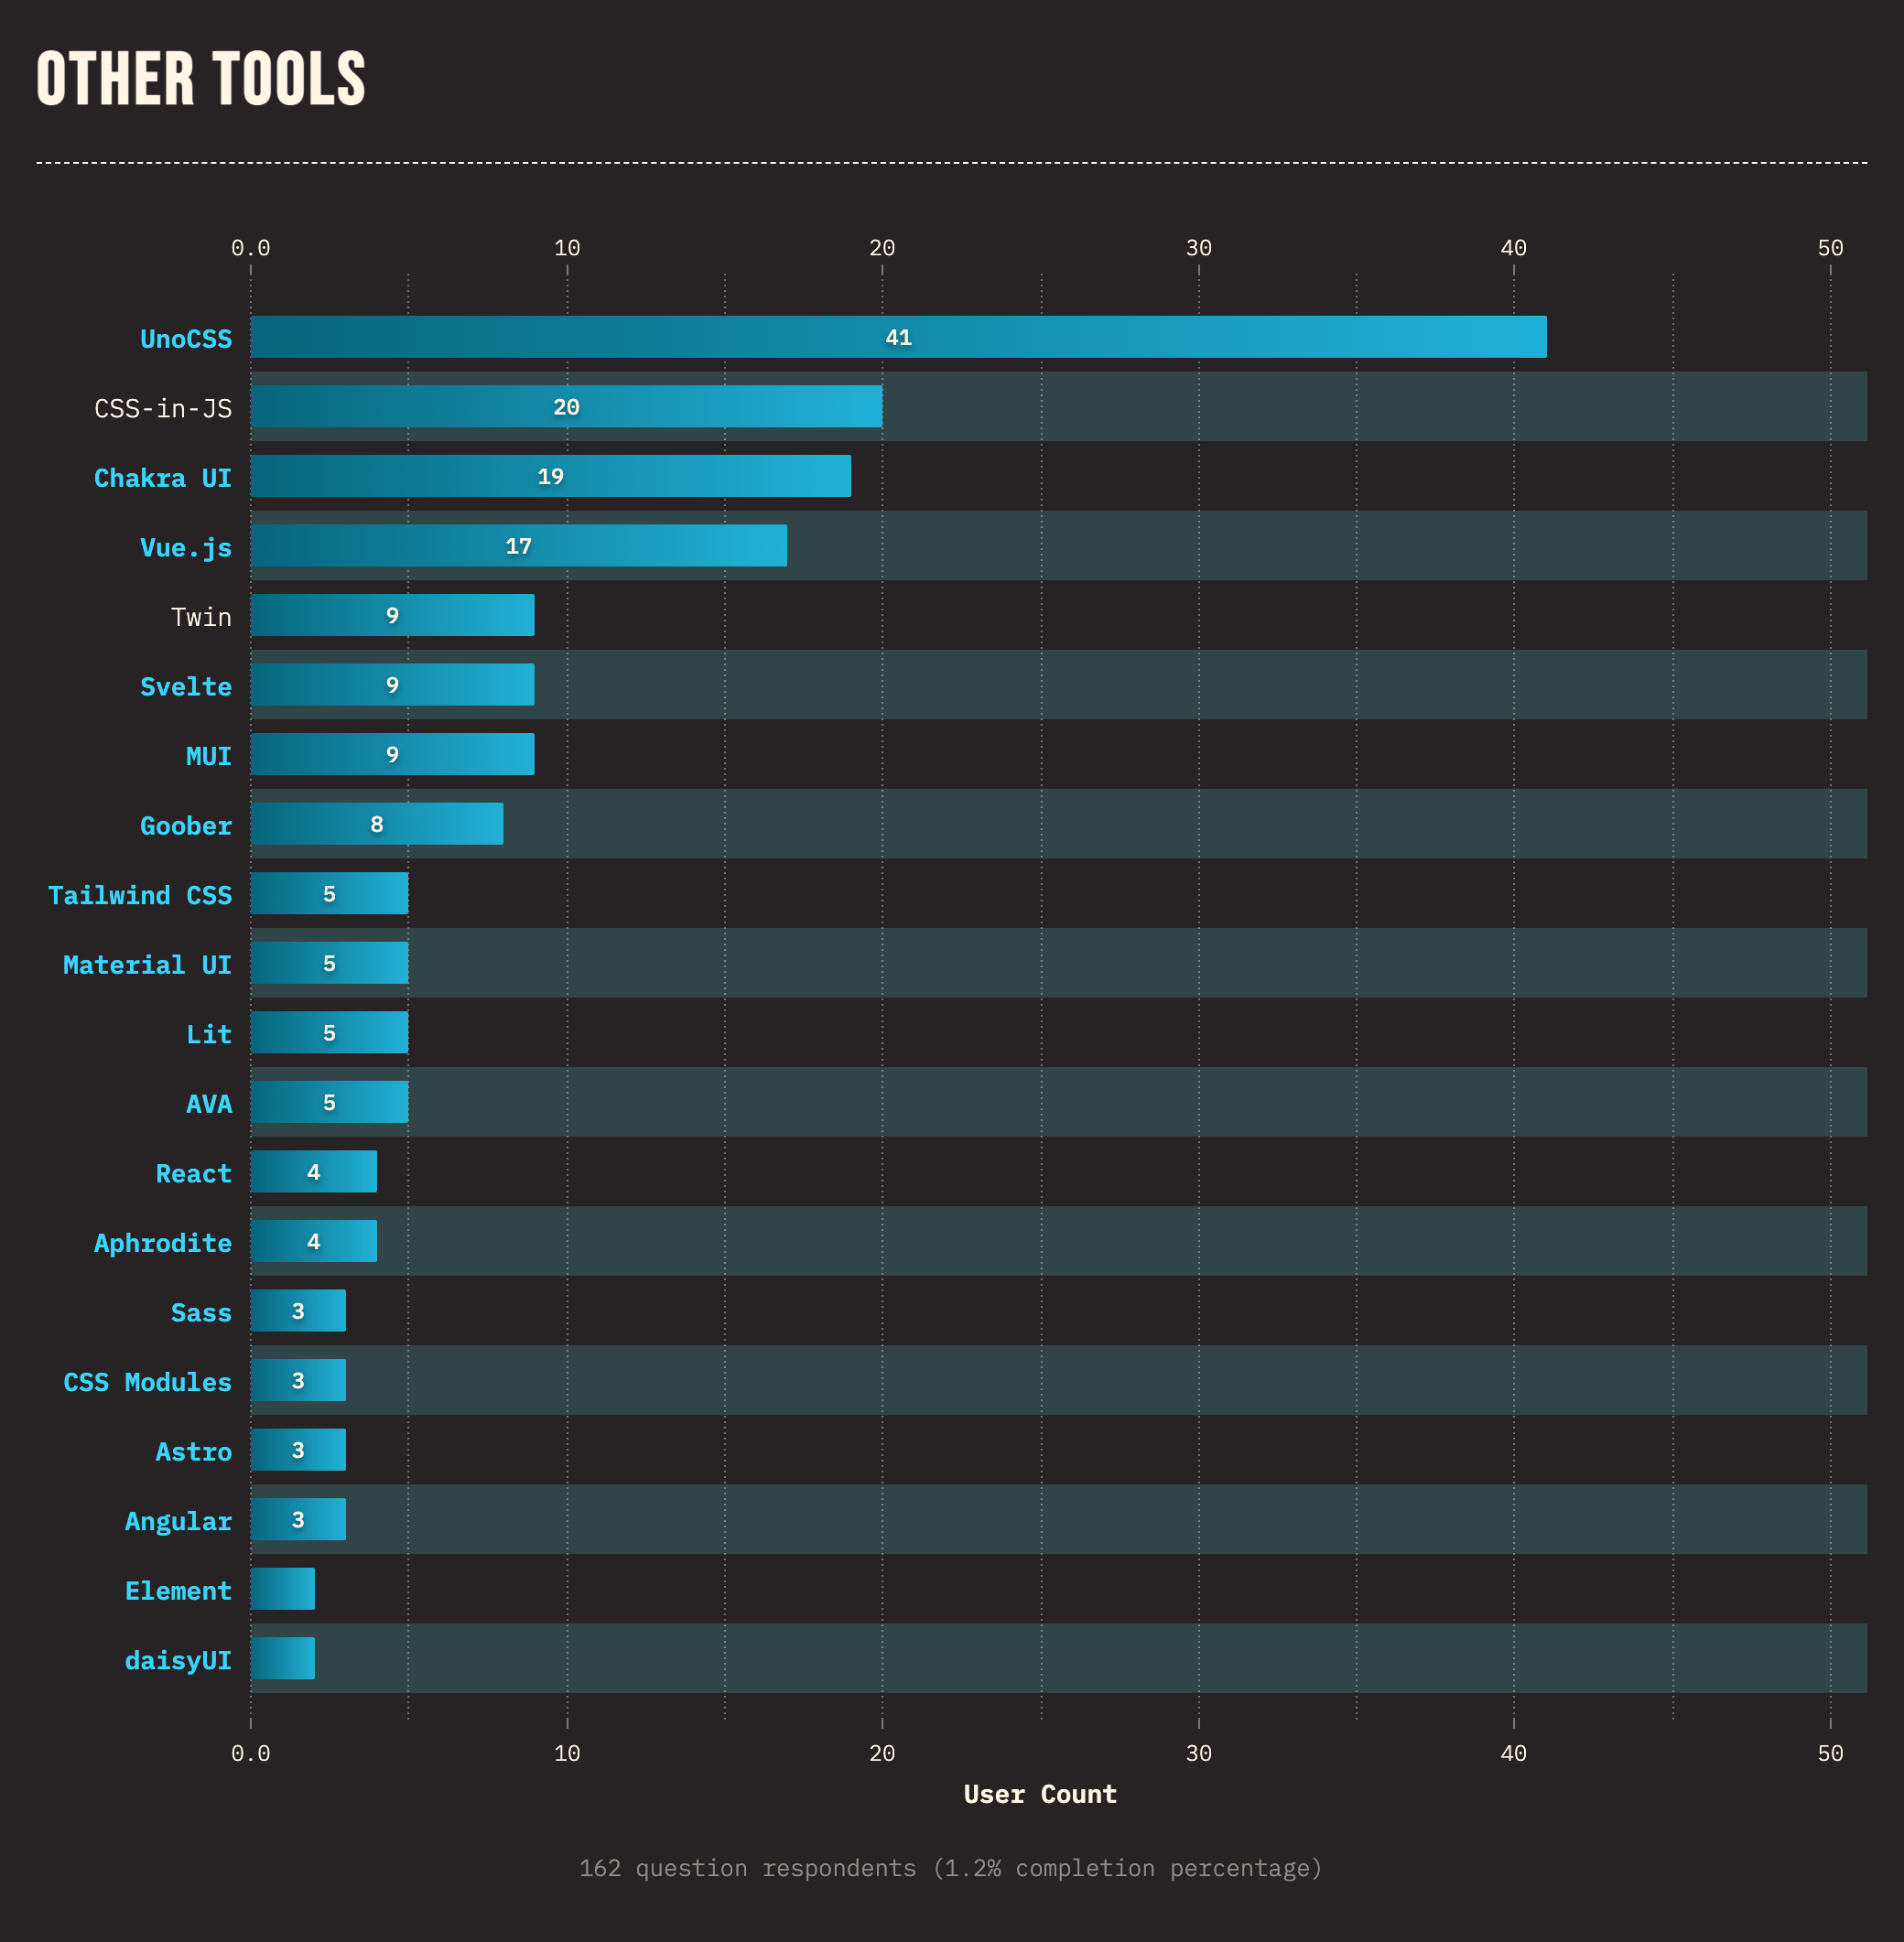 OTHER TOOLS
0.0 10 20 30 40 50
UnoCSS 41
CSS-in-JS 20
Chakra UI 19
Vue.js 17
Twin 9
Svelte 9
MUI 9
Goober 8
Tailwind CSS 5
Material UI 5
Lit 5
AVA 5
React 4
Aphrodite 4
Sass 3
CSS Modules 3
Astro 3
Angular 3
Element
daisyUI
0.0 10 20 30 40 50
User Count
162 question respondents (1.2% completion percentage)